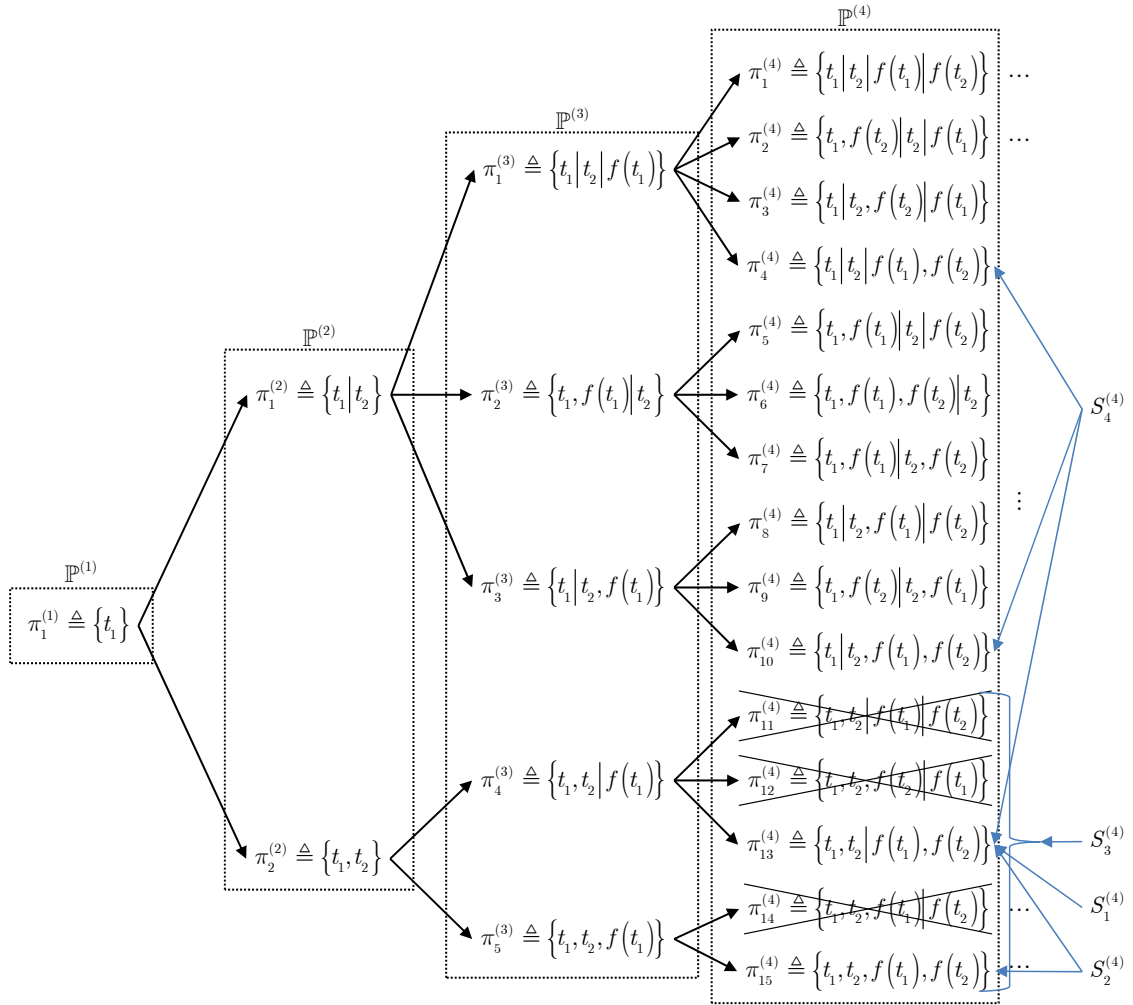 ℙ^(1)
π_1^(1) ≜ {t_1}
ℙ^(2)
π_1^(2) ≜ {t_1|t_2}
π_2^(2) ≜ {t_1, t_2}
ℙ^(3)
π_1^(3) ≜ {t_1|t_2|f(t_1)}
π_2^(3) ≜ {t_1, f(t_1)|t_2}
π_3^(3) ≜ {t_1|t_2, f(t_1)}
π_4^(3) ≜ {t_1, t_2|f(t_1)}
π_5^(3) ≜ {t_1, t_2, f(t_1)}
ℙ^(4)
π_1^(4) ≜ {t_1|t_2|f(t_1)|f(t_2)} ...
π_2^(4) ≜ {t_1, f(t_2)|t_2|f(t_1)} ...
π_3^(4) ≜ {t_1|t_2, f(t_2)|f(t_1)}
π_4^(4) ≜ {t_1|t_2|f(t_1), f(t_2)}
π_5^(4) ≜ {t_1, f(t_1)|t_2|f(t_2)}
π_6^(4) ≜ {t_1, f(t_1), f(t_2)|t_2}
π_7^(4) ≜ {t_1, f(t_1)|t_2, f(t_2)}
⋮
π_8^(4) ≜ {t_1|t_2, f(t_1)|f(t_2)}
π_9^(4) ≜ {t_1, f(t_2)|t_2, f(t_1)}
π_10^(4) ≜ {t_1|t_2, f(t_1), f(t_2)}
π_11^(4) ≜ {t_1, t_2|f(t_1)|f(t_2)}
π_12^(4) ≜ {t_1, t_2, f(t_2)|f(t_1)}
π_13^(4) ≜ {t_1, t_2|f(t_1), f(t_2)}
π_14^(4) ≜ {t_1, t_2, f(t_1)|f(t_2)} ...
π_15^(4) ≜ {t_1, t_2, f(t_1), f(t_2)} ...
S_4^(4)
S_3^(4)
S_1^(4)
S_2^(4)